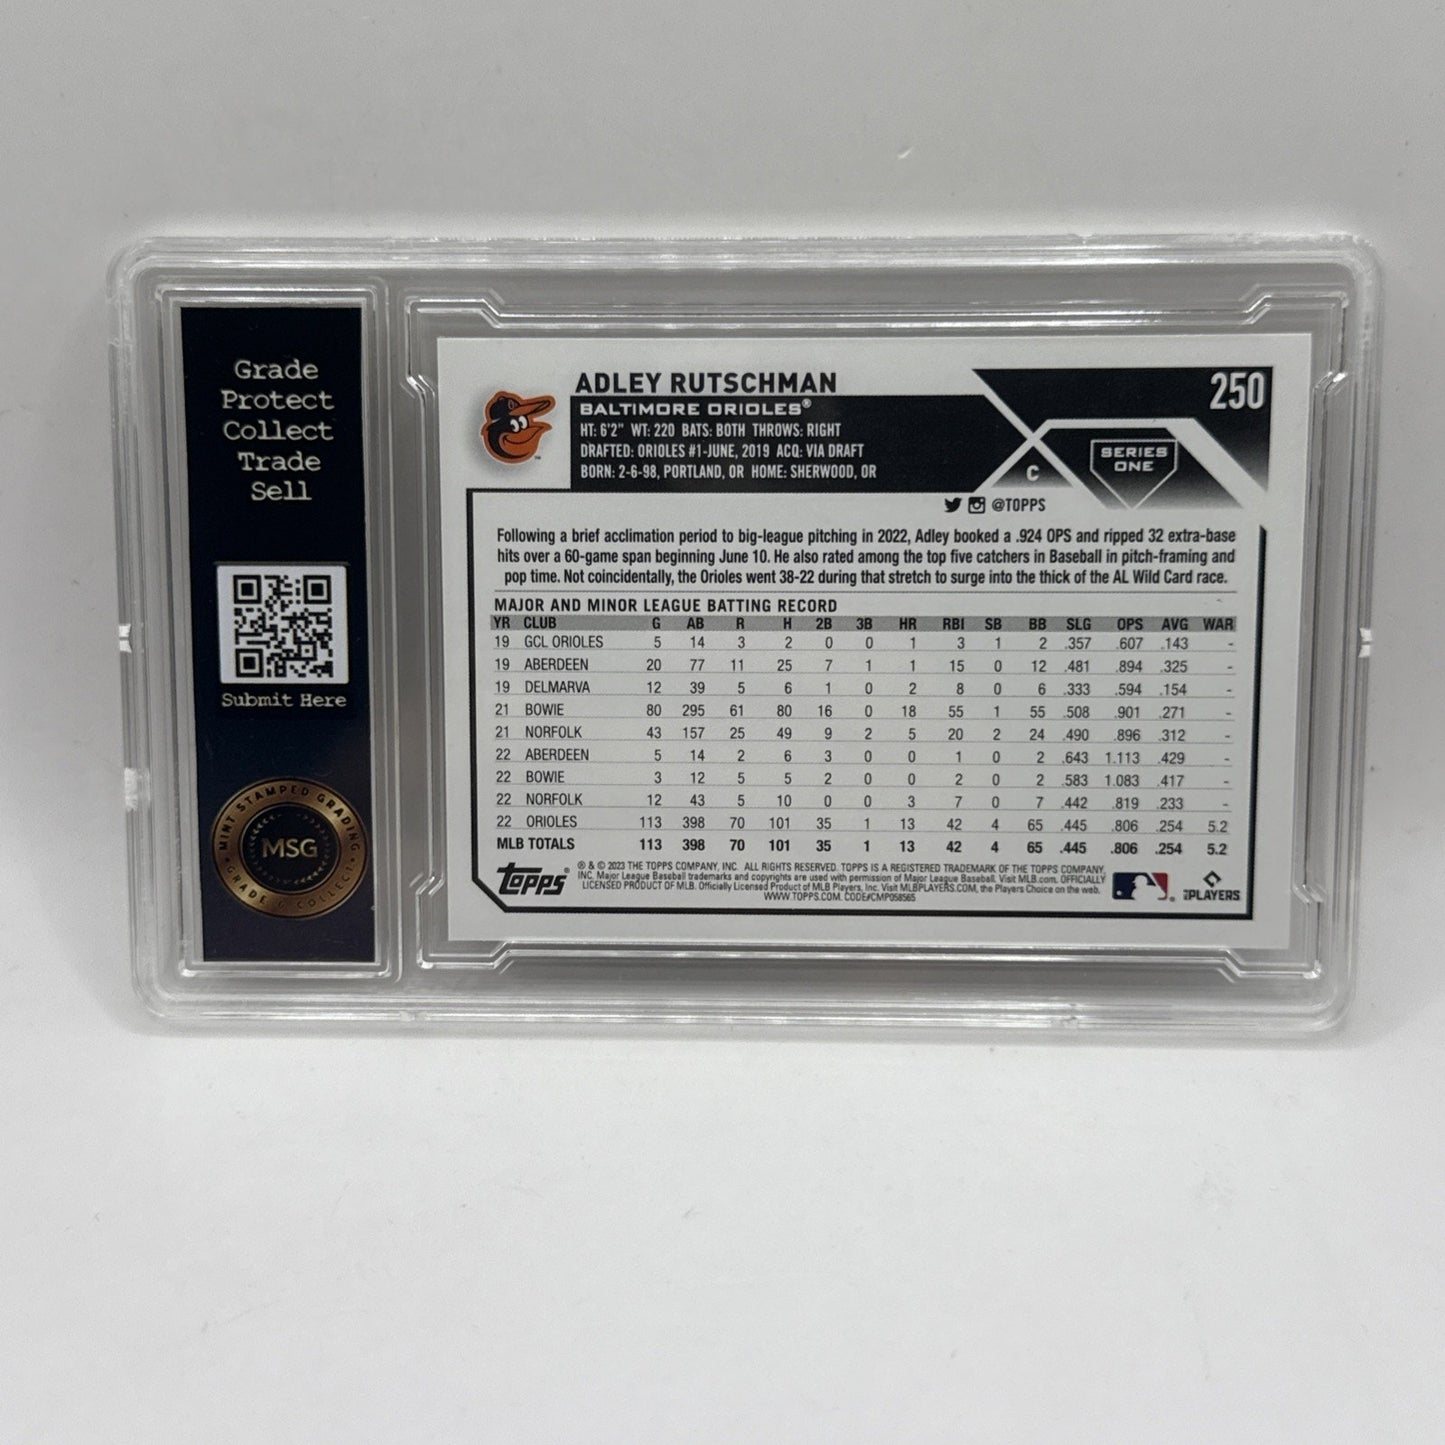 Grade
Protect
Collect
Trade
Sell
Submit Here
MINT STAMPED GRADING
MSG
GRADE & COLLECT
ADLEY RUTSCHMAN
BALTIMORE ORIOLES®
HT: 6'2" WT: 220 BATS: BOTH THROWS: RIGHT
DRAFTED: ORIOLES #1-JUNE, 2019 ACQ: VIA DRAFT
BORN: 2-6-98, PORTLAND, OR HOME: SHERWOOD, OR
250
C
SERIES
ONE
@TOPPS
Following a brief acclimation period to big-league pitching in 2022, Adley booked a .924 OPS and ripped 32 extra-base
hits over a 60-game span beginning June 10. He also rated among the top five catchers in Baseball in pitch-framing and
pop time. Not coincidentally, the Orioles went 38-22 during that stretch to surge into the thick of the AL Wild Card race.
MAJOR AND MINOR LEAGUE BATTING RECORD
YR CLUB G AB R H 2B 3B HR RBI SB BB SLG OPS AVG WAR
19 GCL ORIOLES 5 14 3 2 0 0 1 3 1 2 .357 .607 .143 -
19 ABERDEEN 20 77 11 25 7 1 1 15 0 12 .481 .894 .325 -
19 DELMARVA 12 39 5 6 1 0 2 8 0 6 .333 .594 .154 -
21 BOWIE 80 295 61 80 16 0 18 55 1 55 .508 .901 .271 -
21 NORFOLK 43 157 25 49 9 2 5 20 2 24 .490 .896 .312 -
22 ABERDEEN 5 14 2 6 3 0 0 1 0 2 .643 1.113 .429 -
22 BOWIE 3 12 5 5 2 0 0 2 0 2 .583 1.083 .417 -
22 NORFOLK 12 43 5 10 0 0 3 7 0 7 .442 .819 .233 -
22 ORIOLES 113 398 70 101 35 1 13 42 4 65 .445 .806 .254 5.2
MLB TOTALS 113 398 70 101 35 1 13 42 4 65 .445 .806 .254 5.2
Topps
® & © 2023 THE TOPPS COMPANY, INC. ALL RIGHTS RESERVED. TOPPS IS A REGISTERED TRADEMARK OF THE TOPPS COMPANY,
INC. Major League Baseball trademarks and copyrights are used with permission of Major League Baseball. Visit MLB.com. OFFICIALLY
LICENSED PRODUCT OF MLB. Officially Licensed Product of MLB Players, Inc. Visit MLBPLAYERS.COM, the Players Choice on the web.
WWW.TOPPS.COM. CODE#CMP058565
PLAYERS